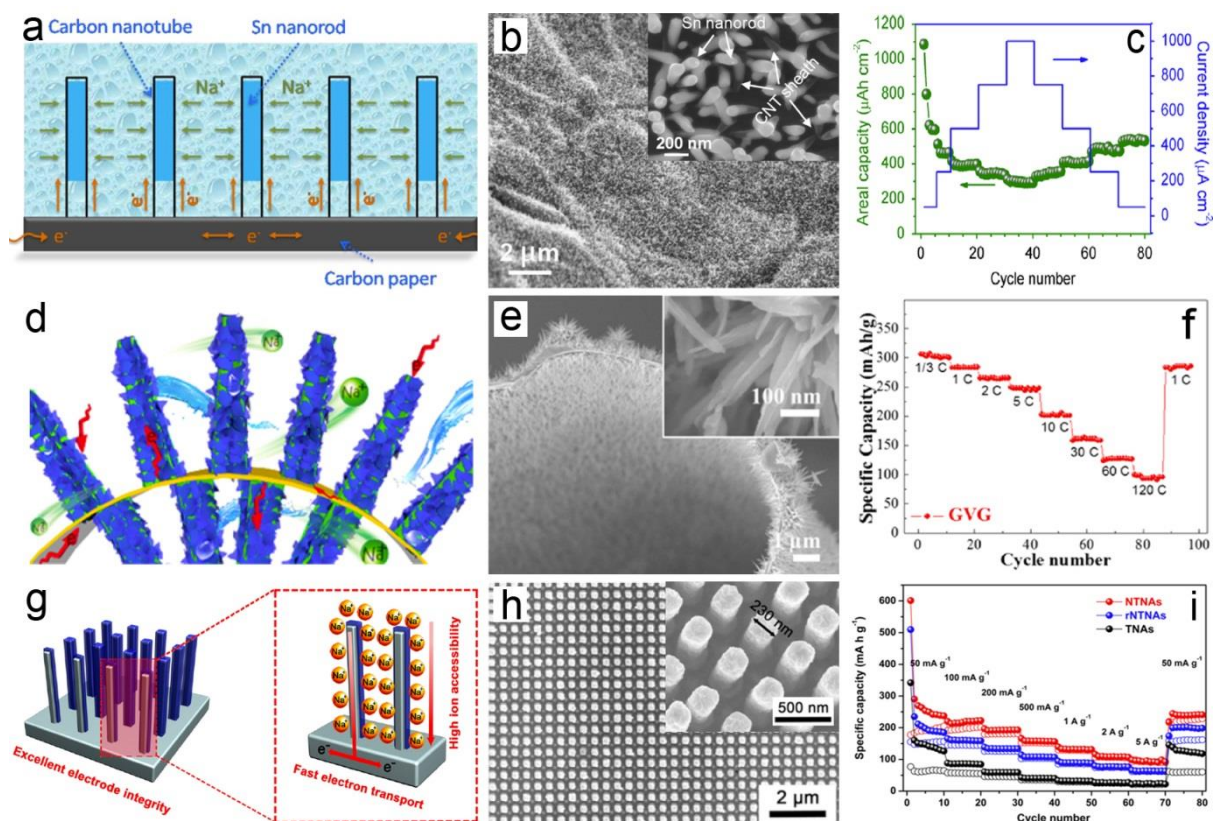 a
Carbon nanotube
Sn nanorod
Na⁺
Na⁺
e⁻
e⁻
e⁻
e⁻
e⁻
e⁻
Carbon paper
b
Sn nanorod
CNT sheath
200 nm
2 μm
c
Areal capacity (μAh cm⁻²)
1200
1000
800
600
400
200
0
Current density (μA cm⁻²)
1000
800
600
400
200
0
0 20 40 60 80
Cycle number
d
Na
Na
e
100 nm
1 μm
f
Specific Capacity (mAh/g)
350
300
250
200
150
100
50
0
1/3 C
1 C
2 C
5 C
10 C
30 C
60 C
120 C
1 C
GVG
0 20 40 60 80 100
Cycle number
g
Excellent electrode integrity
Na⁺ Na⁺ Na⁺ Na⁺
High ion accessibility
e⁻ e⁻
Fast electron transport
h
230 nm
500 nm
2 μm
i
Specific capacity (mA h g⁻¹)
600
500
400
300
200
100
0
NTNAs
rNTNAs
TNAs
50 mA g⁻¹
100 mA g⁻¹
200 mA g⁻¹
500 mA g⁻¹
1 A g⁻¹
2 A g⁻¹
5 A g⁻¹
50 mA g⁻¹
0 10 20 30 40 50 60 70 80
Cycle number